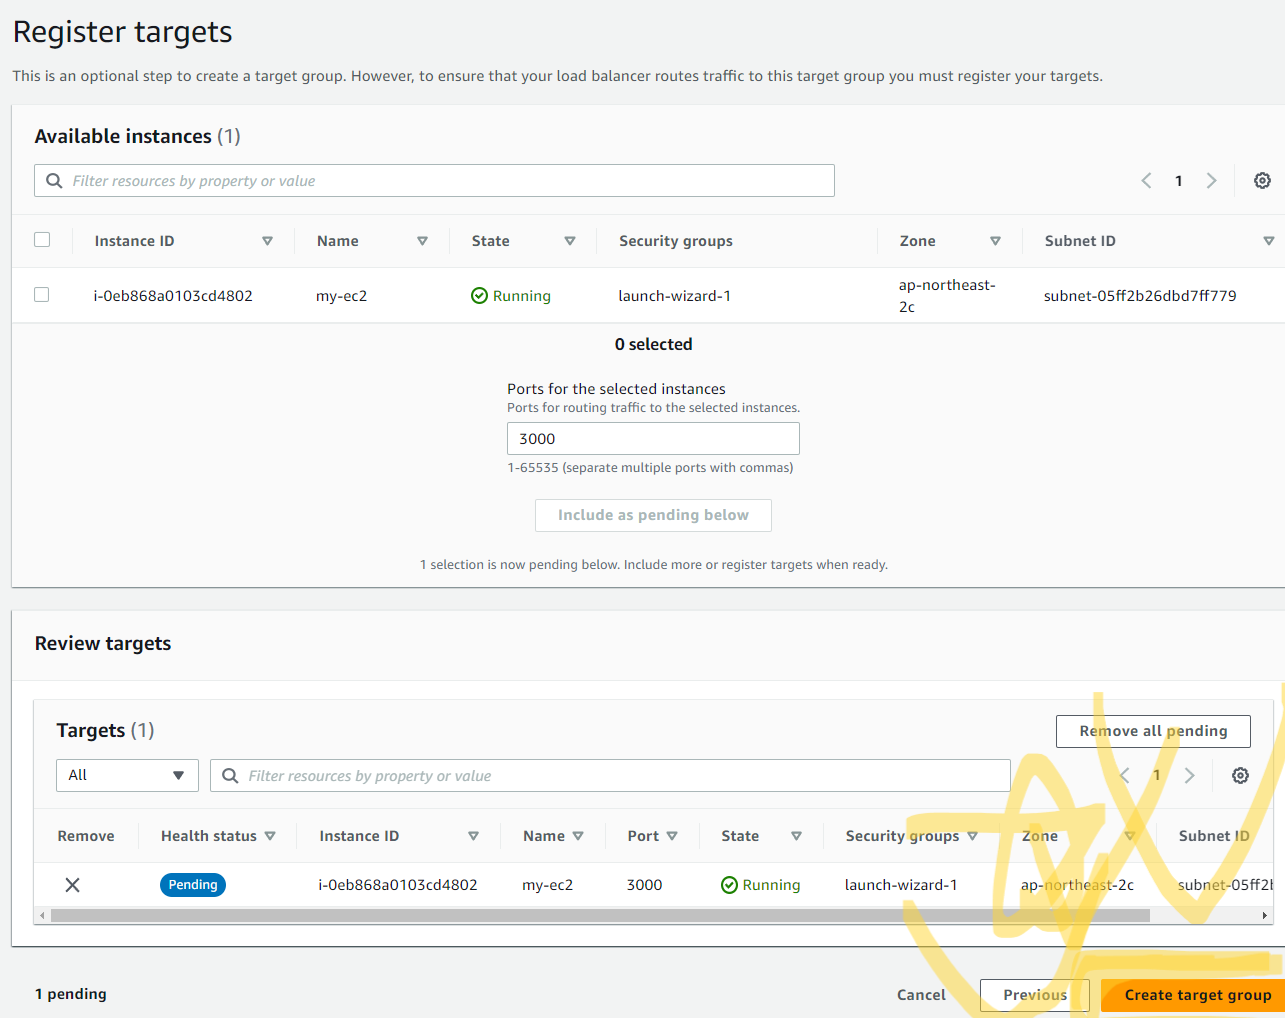 Register targets
This is an optional step to create a target group. However, to ensure that your load balancer routes traffic to this target group you must register your targets.
Available instances (1)
Filter resources by property or value
1
Instance ID Name State Security groups Zone Subnet ID
i-0eb868a0103cd4802 my-ec2 Running launch-wizard-1 ap-northeast-
2c subnet-05ff2b26dbd7ff779
0 selected
Ports for the selected instances
Ports for routing traffic to the selected instances.
3000
1-65535 (separate multiple ports with commas)
Include as pending below
1 selection is now pending below. Include more or register targets when ready.
Review targets
Targets (1)
Remove all pending
All Filter resources by property or value 1
Remove Health status Instance ID Name Port State Security groups Zone Subnet ID
Pending i-0eb868a0103cd4802 my-ec2 3000 Running launch-wizard-1 ap-northeast-2c subnet-05ff2b
1 pending
Cancel Previous Create target group